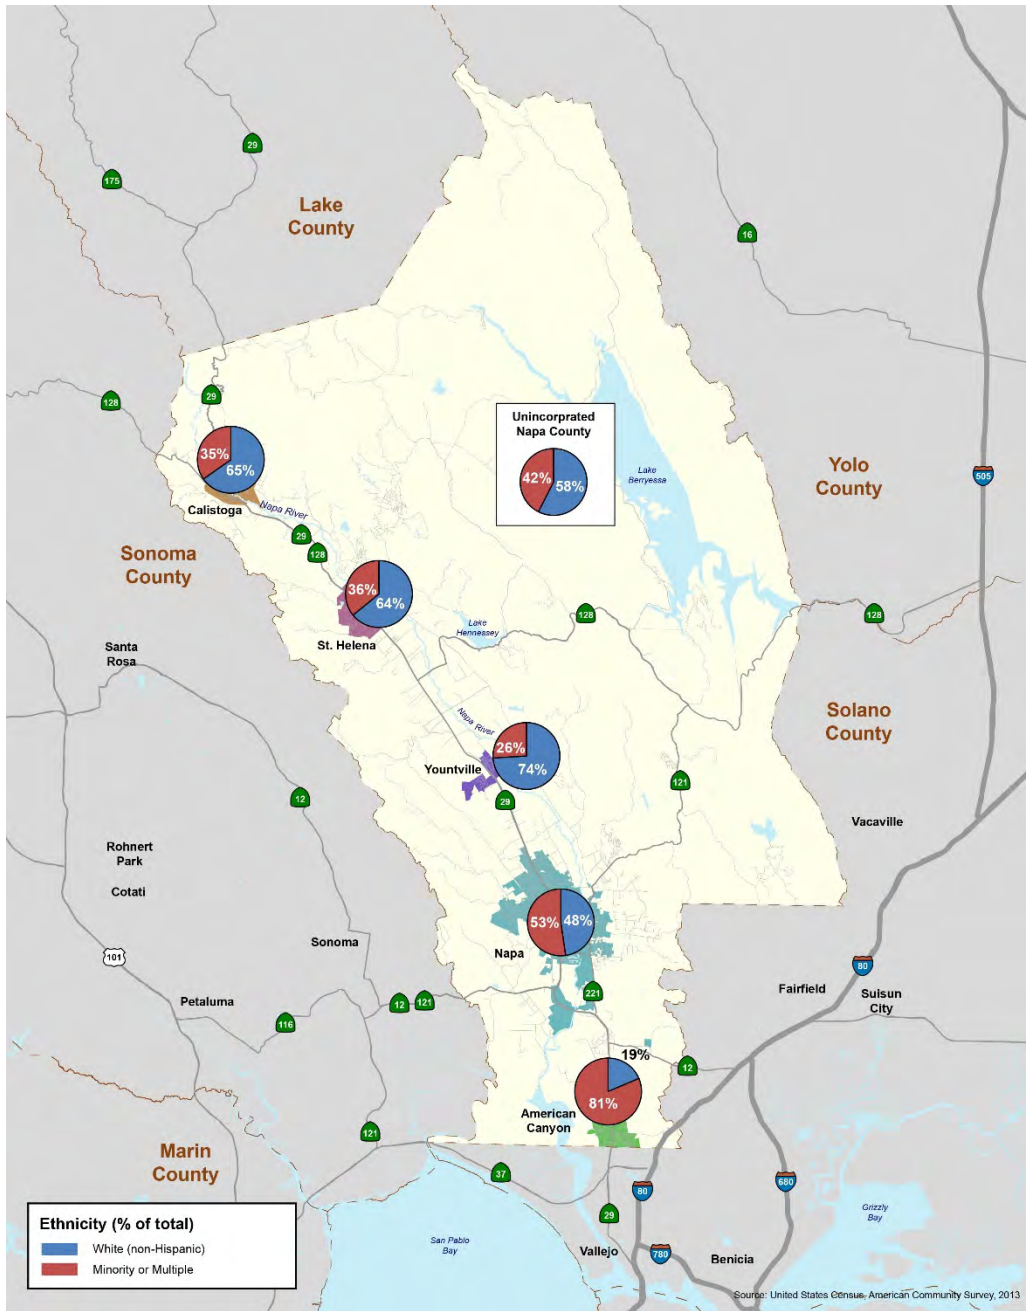 29
175
Lake
County
16
29
128
Unincorprated
Napa County
42%
58%
35%
65%
Calistoga
Napa River
Lake
Berryessa
Yolo
County
505
29
128
Sonoma
County
36%
64%
St. Helena
Lake
Hennessey
128
128
Santa
Rosa
Napa River
Solano
County
26%
74%
Yountville
29
121
12
Vacaville
Rohnert
Park
Cotati
53%
48%
Napa
Sonoma
101
80
Fairfield
Suisun
City
221
Petaluma
12
121
116
19%
12
81%
American
Canyon
121
Marin
County
37
80
680
29
Grizzly
Bay
San Pablo
Bay
Vallejo
780
Benicia
Ethnicity (% of total)
White (non-Hispanic)
Minority or Multiple
Source: United States Census, American Community Survey, 2013